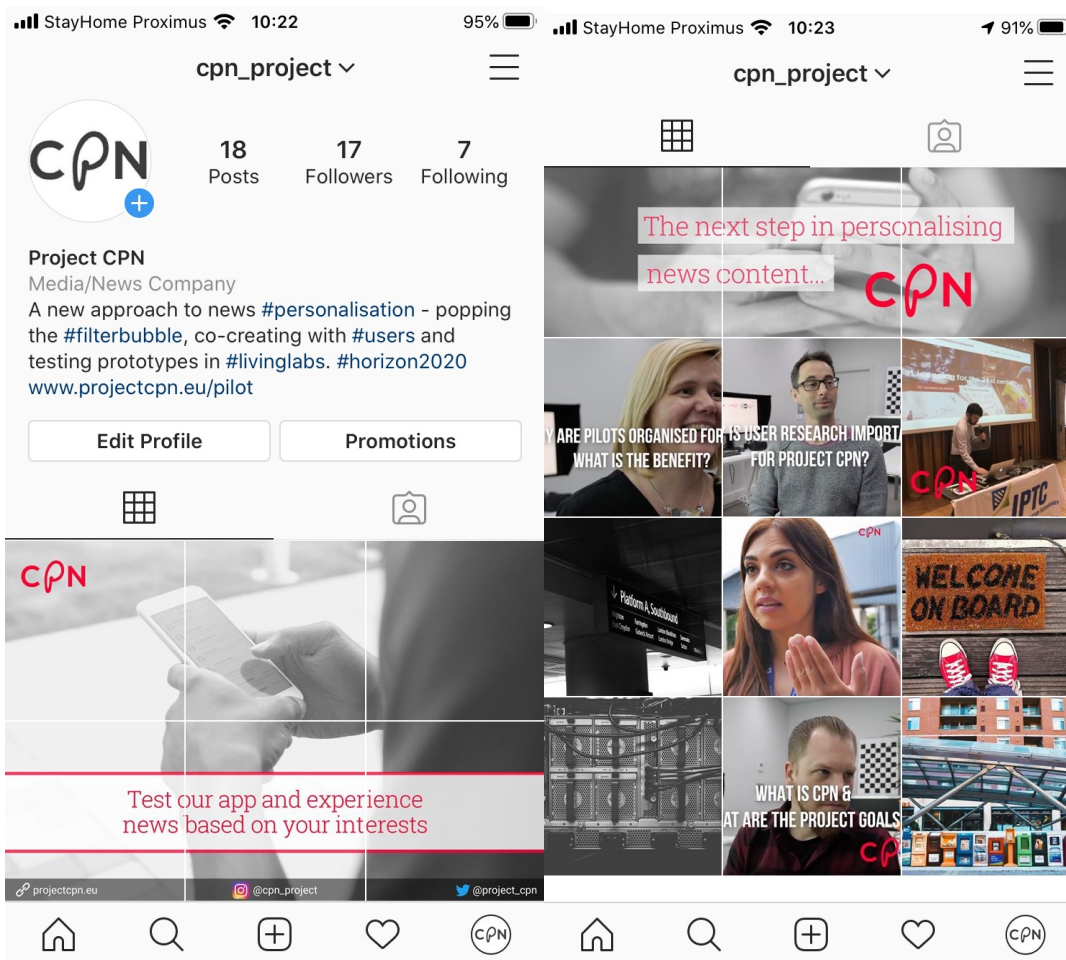 StayHome Proximus 10:22 95%
cpn_project
CPN
18 17 7
Posts Followers Following
Project CPN
Media/News Company
A new approach to news #personalisation - popping
the #filterbubble, co-creating with #users and
testing prototypes in #livinglabs. #horizon2020
www.projectcpn.eu/pilot
Edit Profile Promotions
CPN
Test our app and experience
news based on your interests
projectcpn.eu @cpn_project @project_cpn
CPN
StayHome Proximus 10:23 91%
cpn_project
The next step in personalising
news content...
CPN
Y ARE PILOTS ORGANISED FOR
WHAT IS THE BENEFIT?
IS USER RESEARCH IMPORT
FOR PROJECT CPN?
CPN
IPTC
Platform A, Southbound
CPN
WELCOME
ON BOARD
WHAT IS CPN &
AT ARE THE PROJECT GOALS
CP
CPN